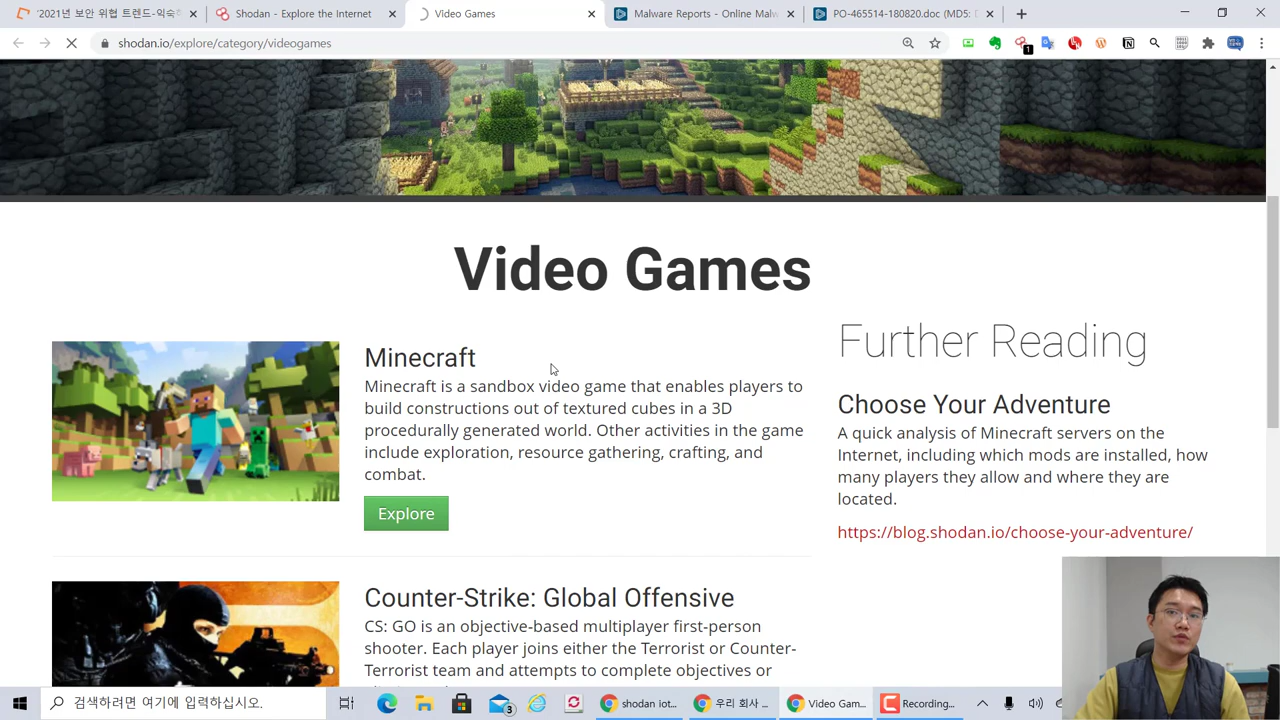 '2021년 보안 위협 트렌드-익숙
Shodan - Explore the Internet
Video Games
Malware Reports - Online Mal
PO-465514-180820.doc (MD5:
shodan.io/explore/category/videogames
1
Video Games
Minecraft
Minecraft is a sandbox video game that enables players to
build constructions out of textured cubes in a 3D
procedurally generated world. Other activities in the game
include exploration, resource gathering, crafting, and
combat.
Explore
Counter-Strike: Global Offensive
CS: GO is an objective-based multiplayer first-person
shooter. Each player joins either the Terrorist or Counter-
Terrorist team and attempts to complete objectives or
Further Reading
Choose Your Adventure
A quick analysis of Minecraft servers on the
Internet, including which mods are installed, how
many players they allow and where they are
located.
https://blog.shodan.io/choose-your-adventure/
검색하려면 여기에 입력하십시오.
3
shodan iot...
우리 회사 ...
Video Gam...
Recording...